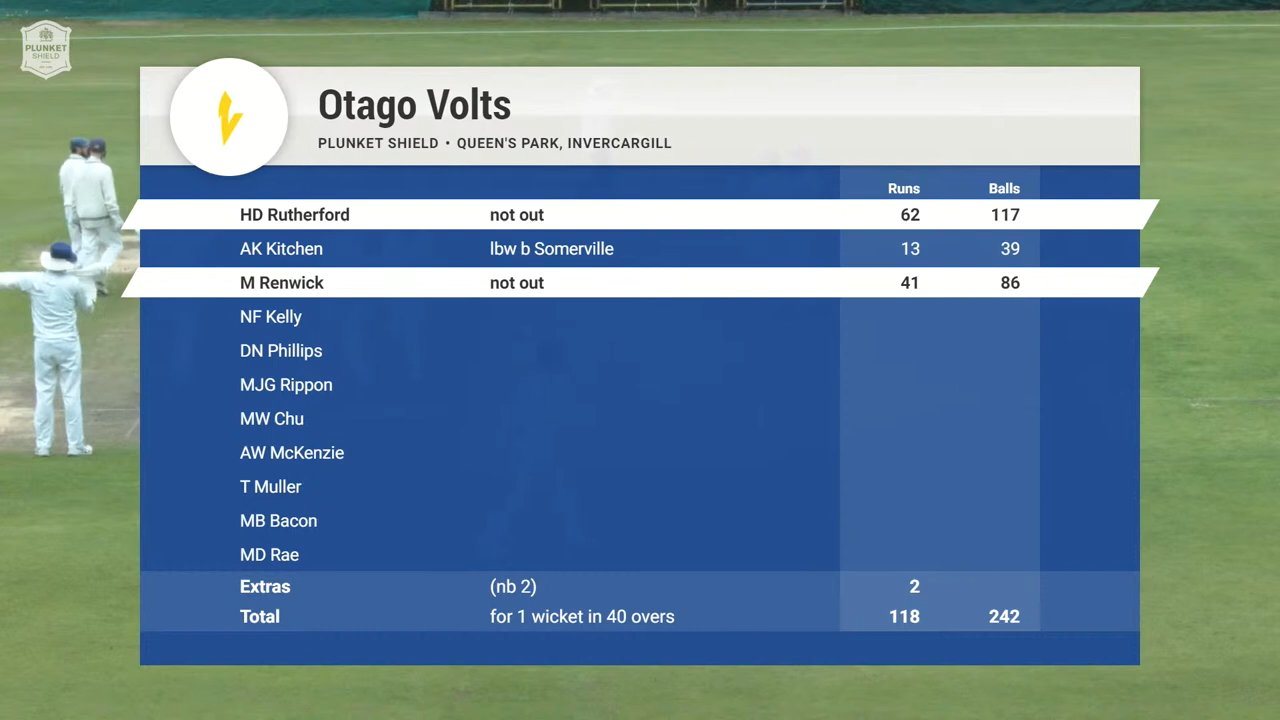 PLUNKET
SHIELD
Otago Volts
PLUNKET SHIELD • QUEEN'S PARK, INVERCARGILL
Runs Balls
HD Rutherford not out 62 117
AK Kitchen lbw b Somerville 13 39
M Renwick not out 41 86
NF Kelly
DN Phillips
MJG Rippon
MW Chu
AW McKenzie
T Muller
MB Bacon
MD Rae
Extras (nb 2) 2
Total for 1 wicket in 40 overs 118 242